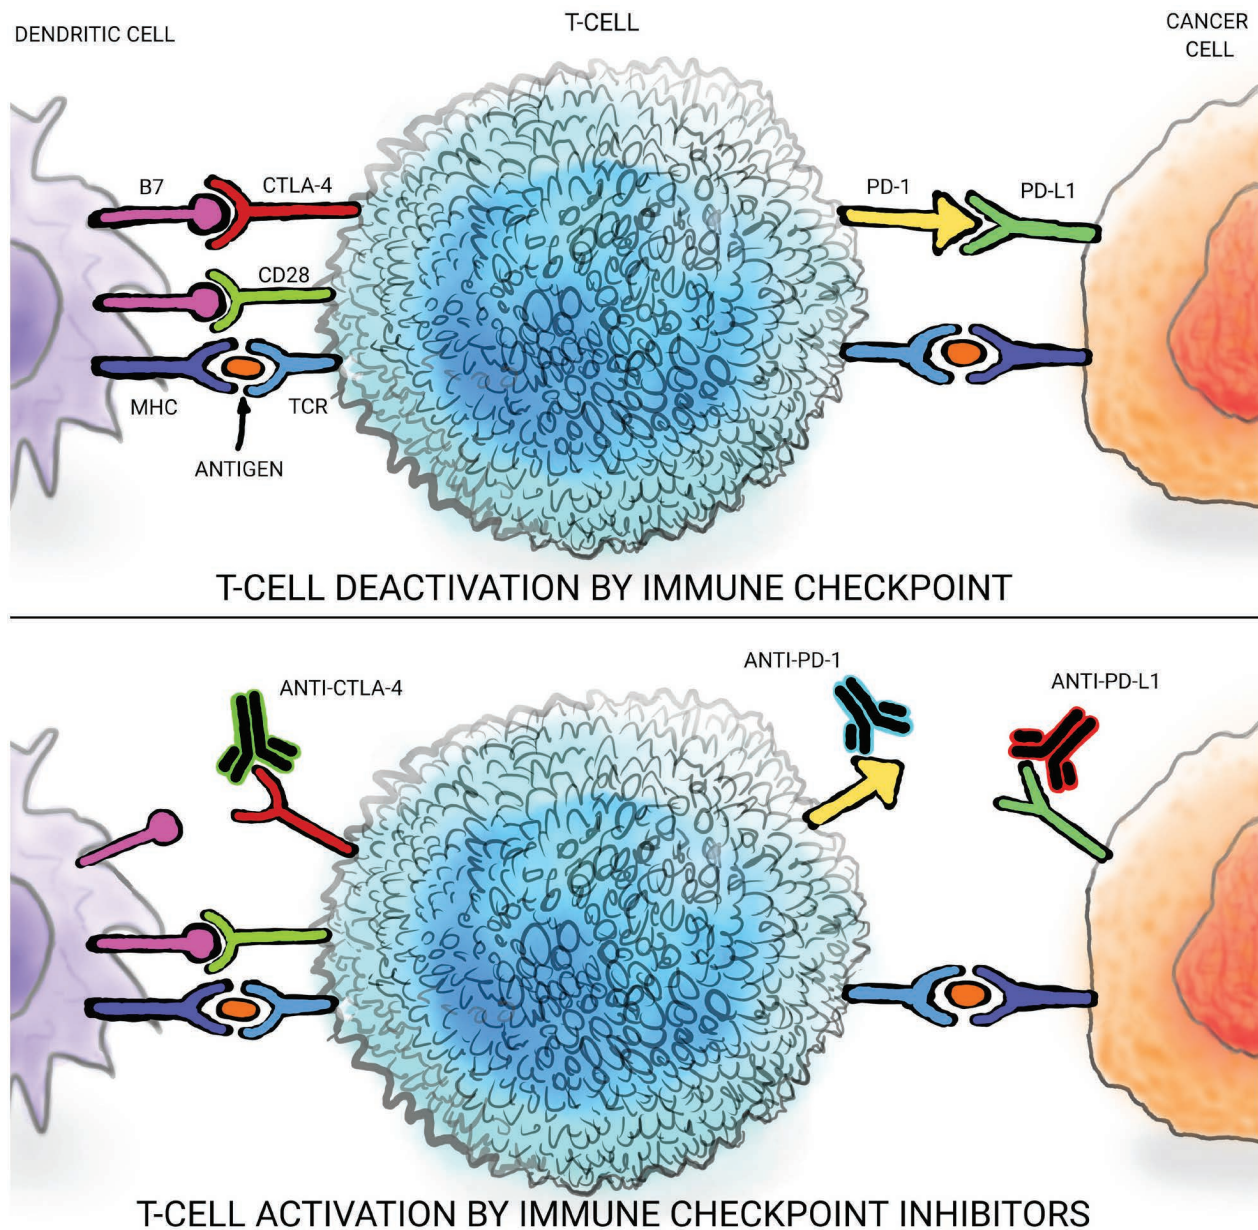 DENDRITIC CELL
T-CELL
CANCER
CELL
B7
CTLA-4
PD-1
PD-L1
CD28
MHC
TCR
ANTIGEN
T-CELL DEACTIVATION BY IMMUNE CHECKPOINT
ANTI-CTLA-4
ANTI-PD-1
ANTI-PD-L1
T-CELL ACTIVATION BY IMMUNE CHECKPOINT INHIBITORS